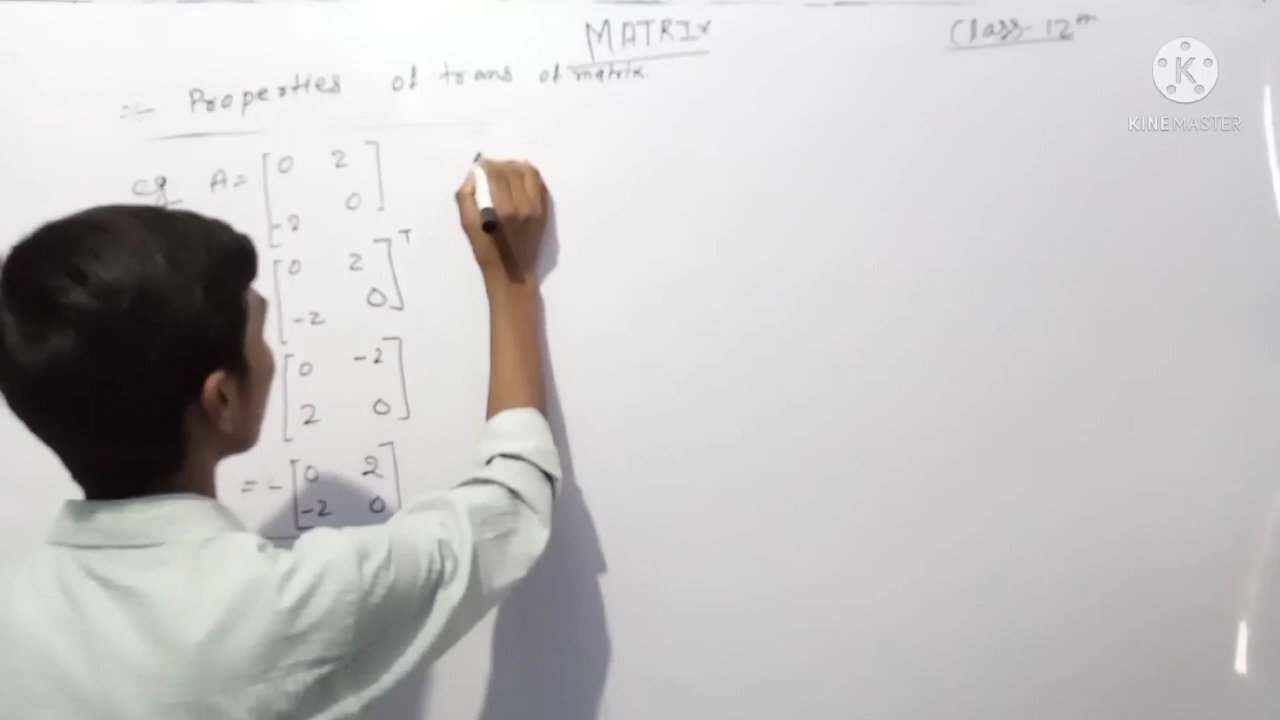 MATRIX
Class-12th
:- Properties of trans of matrix.
eg A= [0 2
-2 0]
[0 2
-2 0]T
[0 -2
2 0]
= - [0 2
-2 0]
KINEMASTER